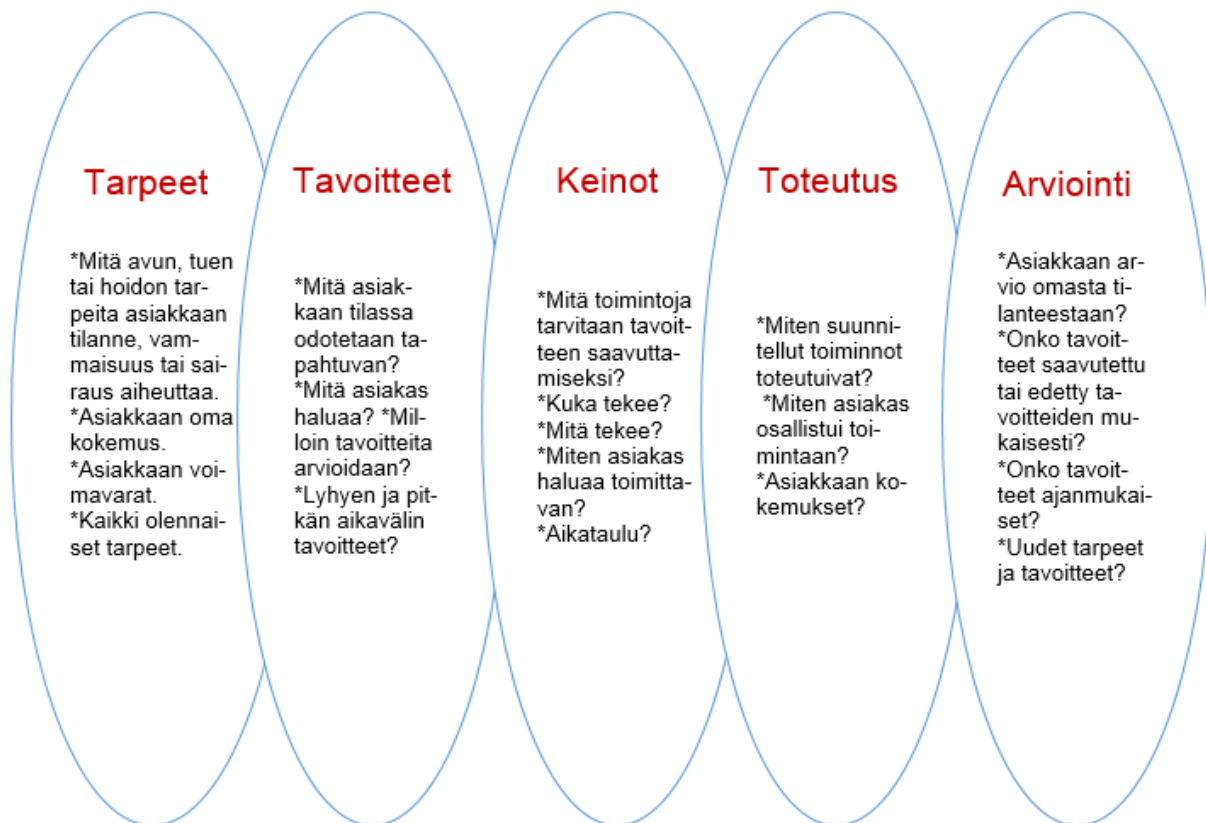 Tarpeet
*Mitä avun, tuen
tai hoidon tar-
peita asiakkaan
tilanne, vam-
maisuus tai sai-
raus aiheuttaa.
*Asiakkaan oma
kokemus.
*Asiakkaan voi-
mavarat.
*Kaikki olennai-
set tarpeet.
Tavoitteet
*Mitä asiak-
kaan tilassa
odotetaan ta-
pahtuvan?
*Mitä asiakas
haluaa? *Mil-
loin tavoitteita
arvioidaan?
*Lyhyen ja pit-
kän aikavälin
tavoitteet?
Keinot
*Mitä toimintoja
tarvitaan tavoit-
teen saavutta-
miseksi?
*Kuka tekee?
*Mitä tekee?
*Miten asiakas
haluaa toimitta-
van?
*Aikataulu?
Toteutus
*Miten suunni-
tellut toiminnot
toteutuivat?
*Miten asiakas
osallistui toi-
mintaan?
*Asiakkaan ko-
kemukset?
Arviointi
*Asiakkaan ar-
vio omasta ti-
lanteestaan?
*Onko tavoit-
teet saavutettu
tai edetty ta-
voitteiden mu-
kaisesti?
*Onko tavoit-
teet ajanmukai-
set?
*Uudet tarpeet
ja tavoitteet?